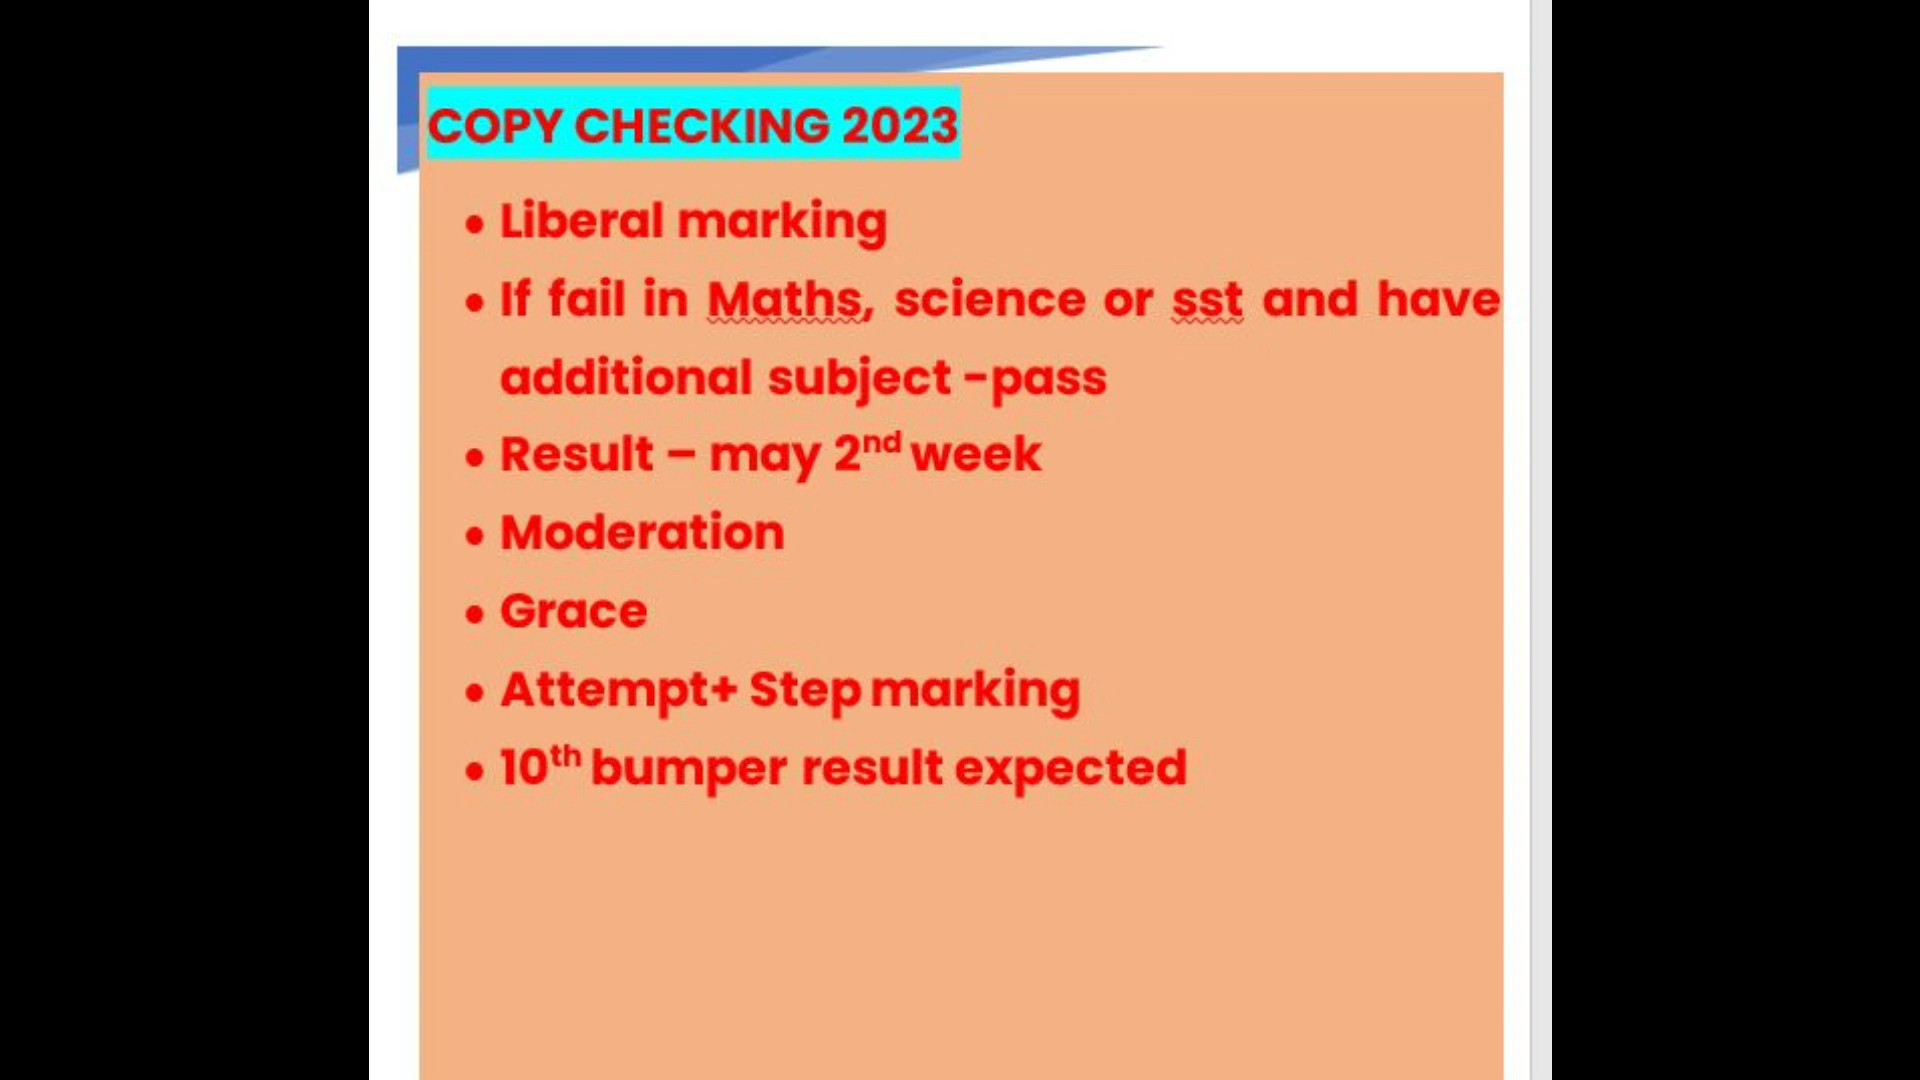 COPY CHECKING 2023
• Liberal marking
• If fail in Maths, science or sst and have
additional subject -pass
• Result – may 2nd week
• Moderation
• Grace
• Attempt+ Step marking
• 10th bumper result expected